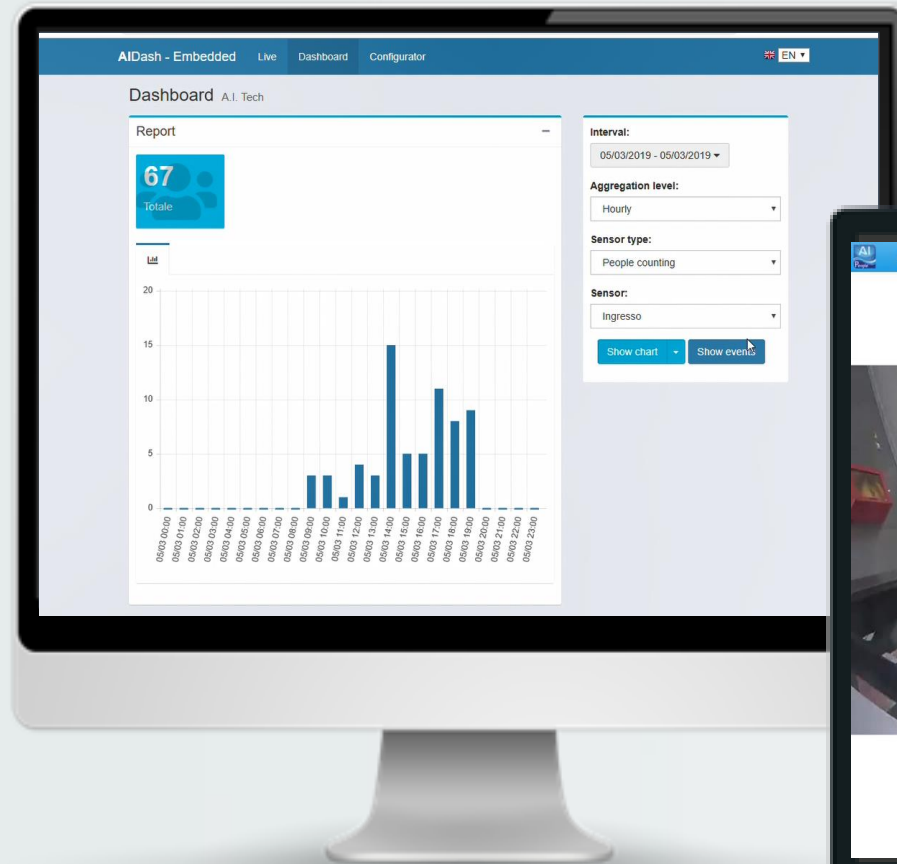 AIDash - Embedded Live Dashboard Configurator EN
Dashboard A.I. Tech
Report
67
Totale
20
15
10
5
0
05/03 00:00
05/03 01:00
05/03 02:00
05/03 03:00
05/03 04:00
05/03 05:00
05/03 06:00
05/03 07:00
05/03 08:00
05/03 09:00
05/03 10:00
05/03 11:00
05/03 12:00
05/03 13:00
05/03 14:00
05/03 15:00
05/03 16:00
05/03 17:00
05/03 18:00
05/03 19:00
05/03 20:00
05/03 21:00
05/03 22:00
05/03 23:00
Interval:
05/03/2019 - 05/03/2019
Aggregation level:
Hourly
Sensor type:
People counting
Sensor:
Ingresso
Show chart Show events
AI
People